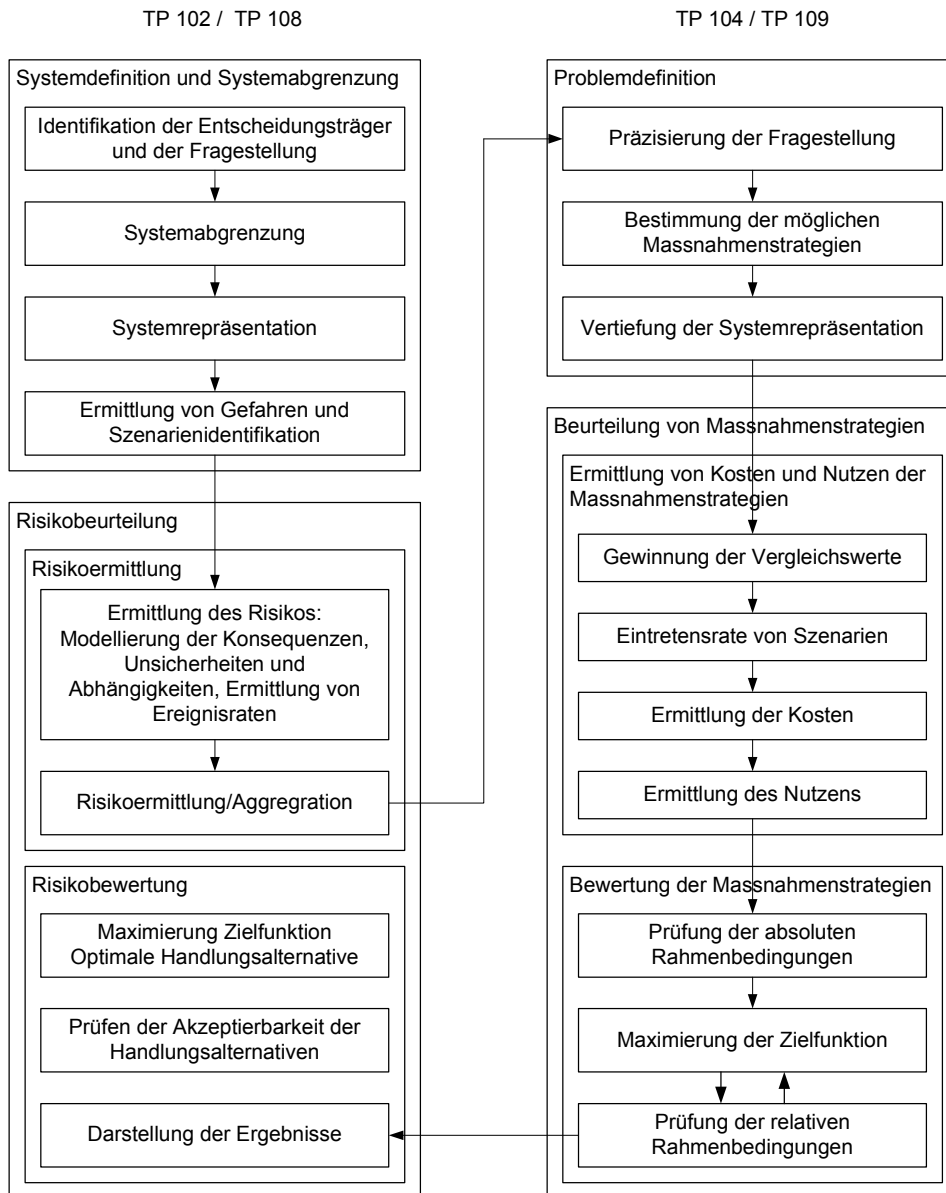 TP 102 / TP 108
Systemdefinition und Systemabgrenzung
Identifikation der Entscheidungsträger
und der Fragestellung
Systemabgrenzung
Systemrepräsentation
Ermittlung von Gefahren und
Szenarienidentifikation
Risikobeurteilung
Risikoermittlung
Ermittlung des Risikos:
Modellierung der Konsequenzen,
Unsicherheiten und
Abhängigkeiten, Ermittlung von
Ereignisraten
Risikoermittlung/Aggregration
Risikobewertung
Maximierung Zielfunktion
Optimale Handlungsalternative
Prüfen der Akzeptierbarkeit der
Handlungsalternativen
Darstellung der Ergebnisse
TP 104 / TP 109
Problemdefinition
Präzisierung der Fragestellung
Bestimmung der möglichen
Massnahmenstrategien
Vertiefung der Systemrepräsentation
Beurteilung von Massnahmenstrategien
Ermittlung von Kosten und Nutzen der
Massnahmenstrategien
Gewinnung der Vergleichswerte
Eintretensrate von Szenarien
Ermittlung der Kosten
Ermittlung des Nutzens
Bewertung der Massnahmenstrategien
Prüfung der absoluten
Rahmenbedingungen
Maximierung der Zielfunktion
Prüfung der relativen
Rahmenbedingungen